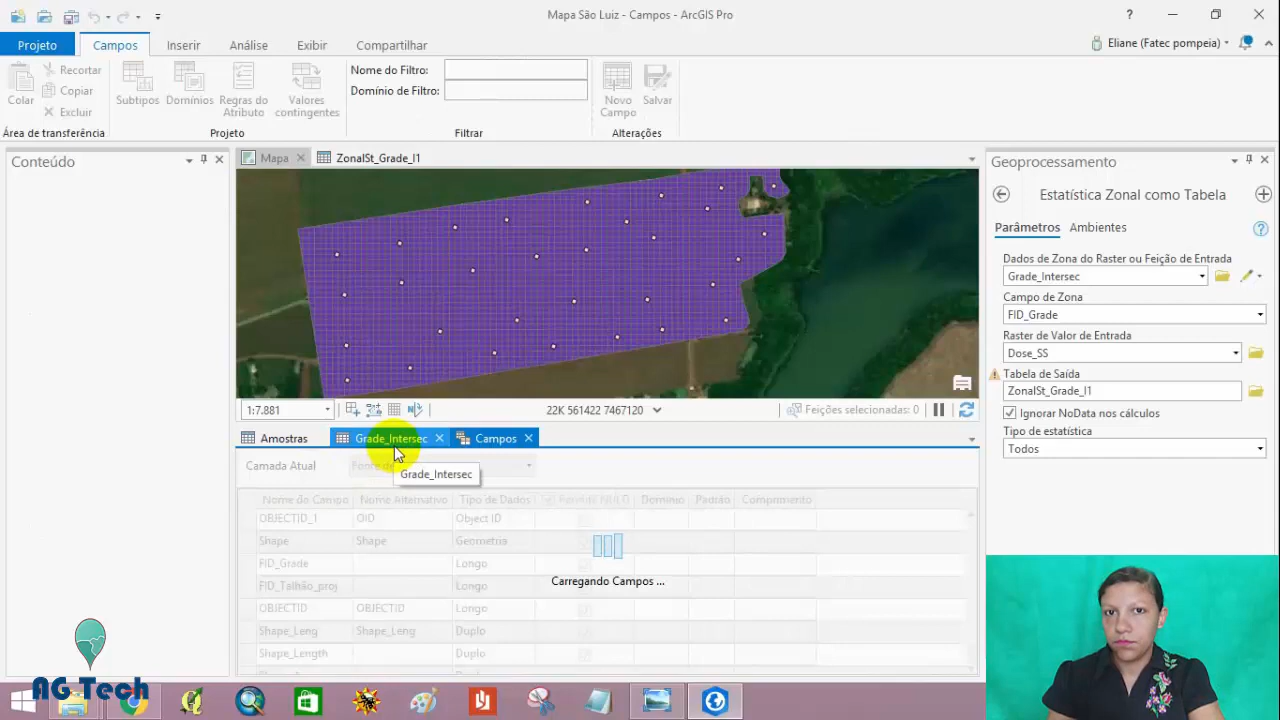 Mapa São Luiz - Campos - ArcGIS Pro
?
Projeto Campos Inserir Análise Exibir Compartilhar
Eliane (Fatec pompeia)
Colar
Recortar
Copiar
Excluir
Área de transferência
Subtipos
Domínios
Regras do Atributo
Valores contingentes
Projeto
Nome do Filtro:
Domínio de Filtro:
Filtrar
Novo Campo
Salvar
Alterações
Conteúdo
Mapa
ZonalSt_Grade_I1
1:7.881
22K 561422 7467120
Feições selecionadas: 0
Amostras
Grade_Intersec
Campos
Camada Atual
Grade_Intersec
Nome do Campo Nome Alternativo Tipo de Dados Permitir NULO Domínio Padrão Comprimento
OBJECTID_1 OID Object ID
Shape Shape Geometria
FID_Grade Longo
FID_Talhão_proj Longo
OBJECTID OBJECTID Longo
Shape_Leng Shape_Leng Duplo
Shape_Length Duplo
Carregando Campos ...
Geoprocessamento
Estatística Zonal como Tabela
Parâmetros Ambientes
?
Dados de Zona do Raster ou Feição de Entrada
Grade_Intersec
Campo de Zona
FID_Grade
Raster de Valor de Entrada
Dose_SS
Tabela de Saída
ZonalSt_Grade_I1
Ignorar NoData nos cálculos
Tipo de estatística
Todos
AG Tech